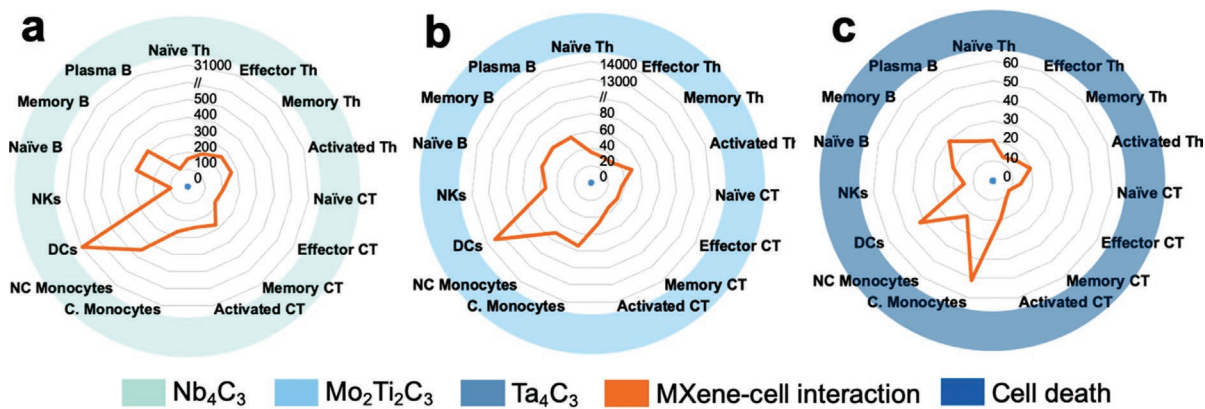 a
Naïve Th
Effector Th
Memory Th
Activated Th
Naïve CT
Effector CT
Memory CT
Activated CT
C. Monocytes
NC Monocytes
DCs
NKs
Naïve B
Memory B
Plasma B
31000
//
500
400
300
200
100
0
b
Naïve Th
Effector Th
Memory Th
Activated Th
Naïve CT
Effector CT
Memory CT
Activated CT
C. Monocytes
NC Monocytes
DCs
NKs
Naïve B
Memory B
Plasma B
14000
13000
//
80
60
40
20
0
c
Naïve Th
Effector Th
Memory Th
Activated Th
Naïve CT
Effector CT
Memory CT
Activated CT
C. Monocytes
NC Monocytes
DCs
NKs
Naïve B
Memory B
Plasma B
60
50
40
30
20
10
0
Nb₄C₃ Mo₂Ti₂C₃ Ta₄C₃ MXene-cell interaction Cell death